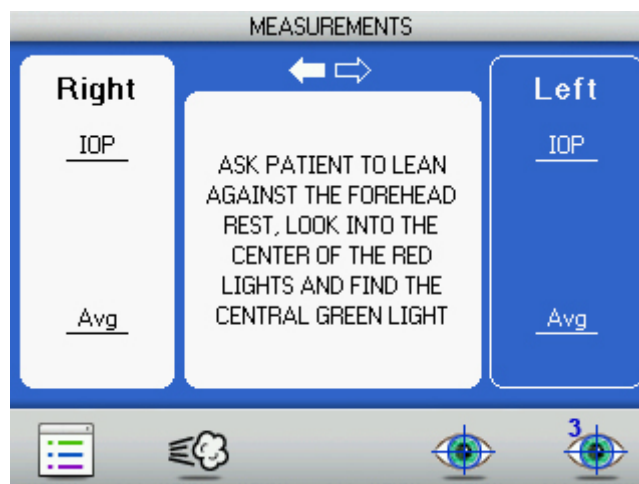 MEASUREMENTS
Right
IOP
Avg
ASK PATIENT TO LEAN
AGAINST THE FOREHEAD
REST, LOOK INTO THE
CENTER OF THE RED
LIGHTS AND FIND THE
CENTRAL GREEN LIGHT
Left
IOP
Avg
3